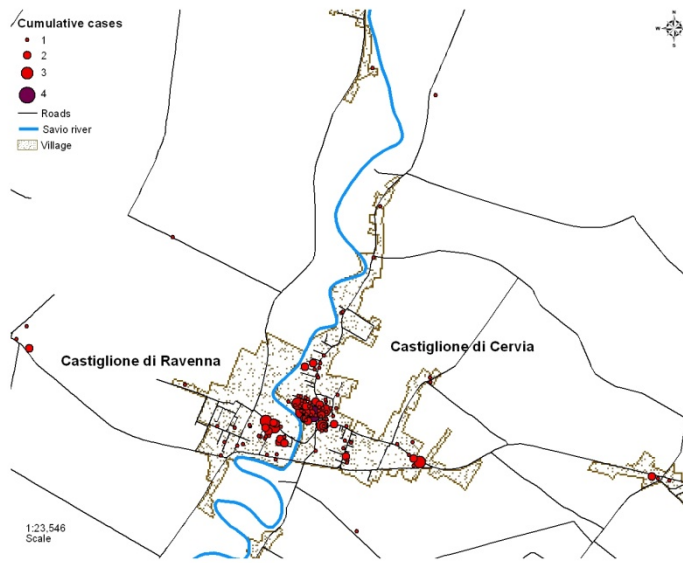 Cumulative cases
1
2
3
4
Roads
Savio river
Village
Castiglione di Ravenna
Castiglione di Cervia
1:23,546
Scale